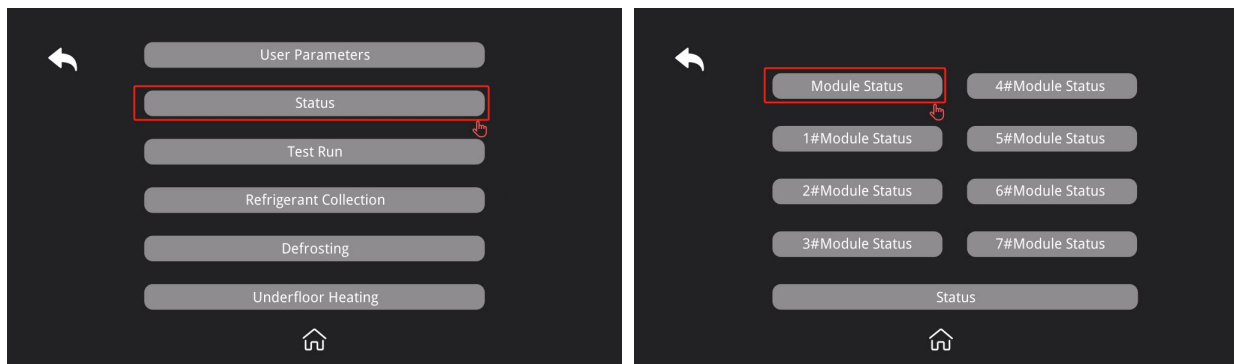 User Parameters
Status
Test Run
Refrigerant Collection
Defrosting
Underfloor Heating
Module Status
4#Module Status
1#Module Status
5#Module Status
2#Module Status
6#Module Status
3#Module Status
7#Module Status
Status